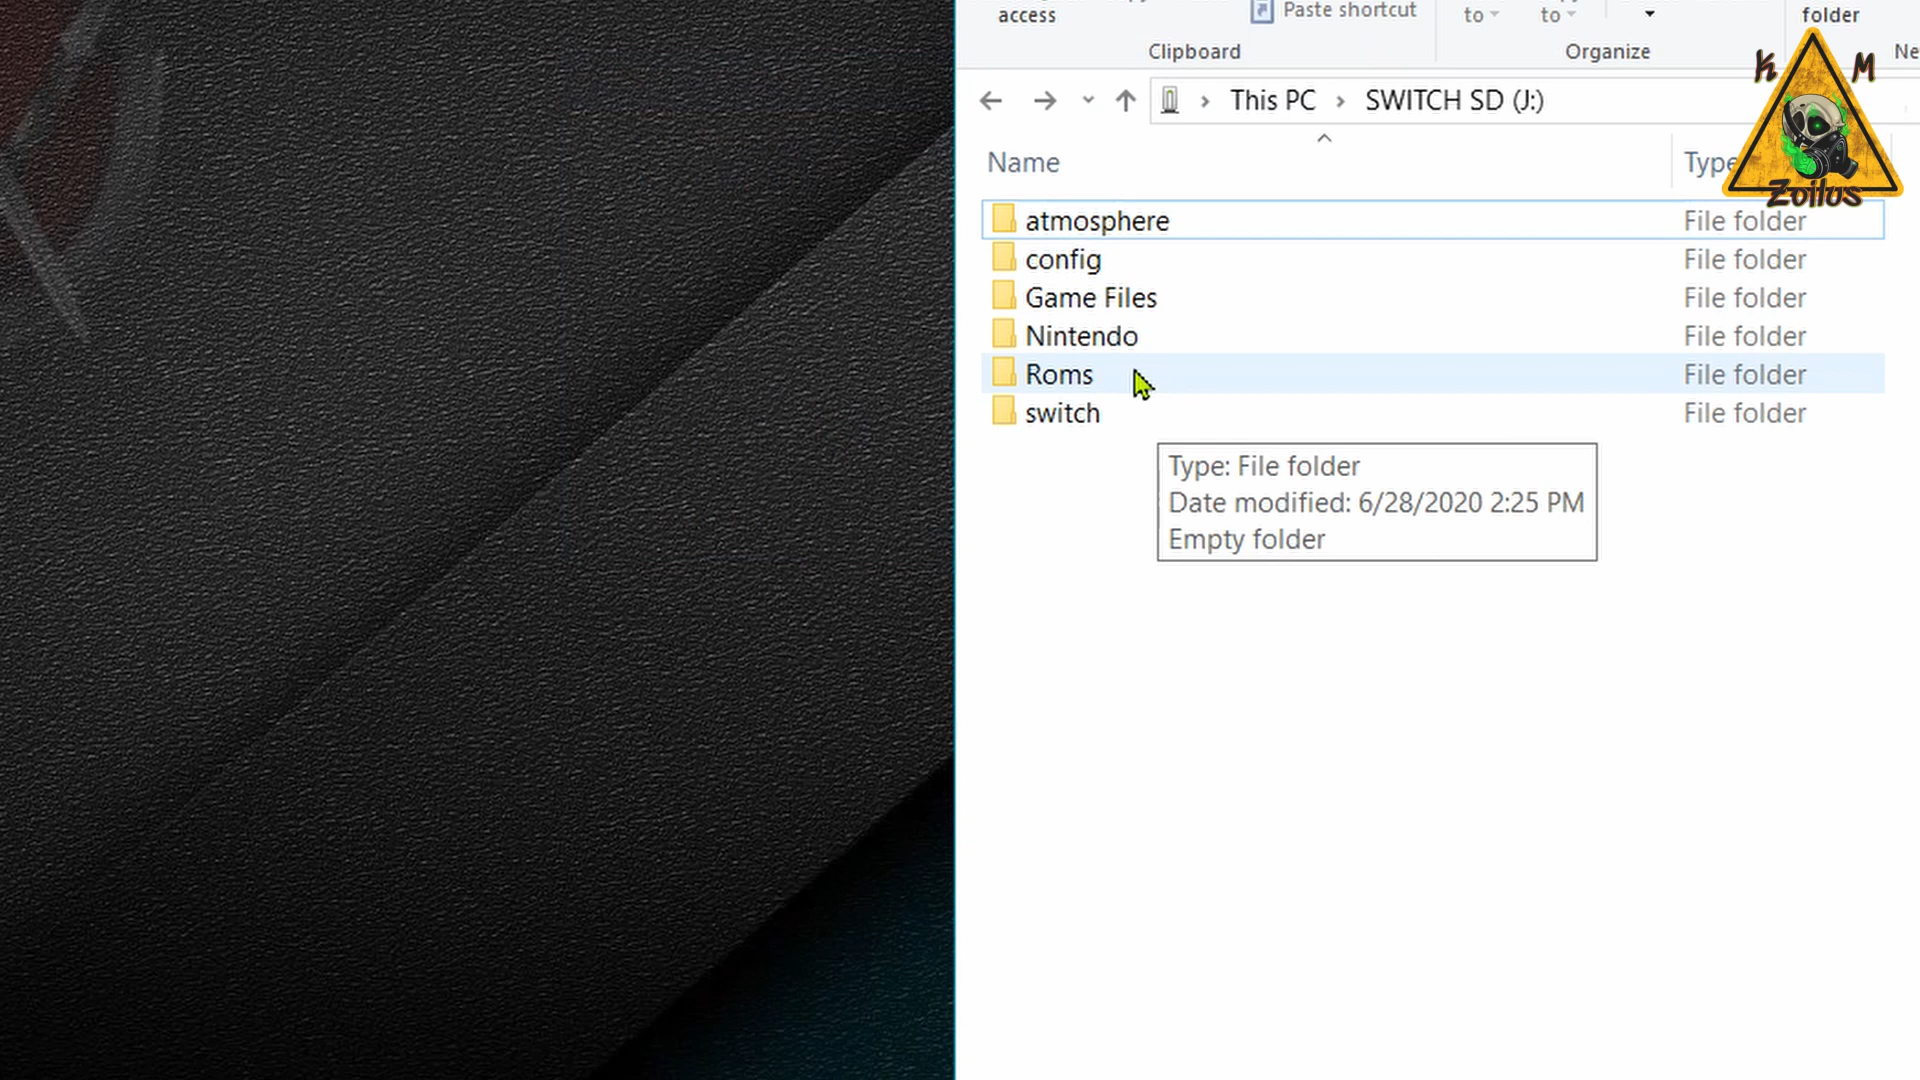 access
Paste shortcut
to
to
folder
Clipboard
Organize
Ne
This PC
SWITCH SD (J:)
K M
Zoilus
Name
Type
atmosphere
File folder
config
File folder
Game Files
File folder
Nintendo
File folder
Roms
File folder
switch
File folder
Type: File folder
Date modified: 6/28/2020 2:25 PM
Empty folder